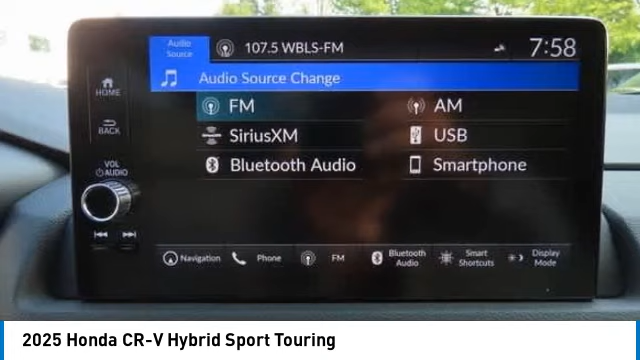 Audio
Source
107.5 WBLS-FM
7:58
Audio Source Change
HOME
BACK
VOL
AUDIO
FM
AM
SiriusXM
USB
Bluetooth Audio
Smartphone
Navigation
Phone
FM
Bluetooth
Audio
Smart
Shortcuts
Display
Mode
2025 Honda CR-V Hybrid Sport Touring